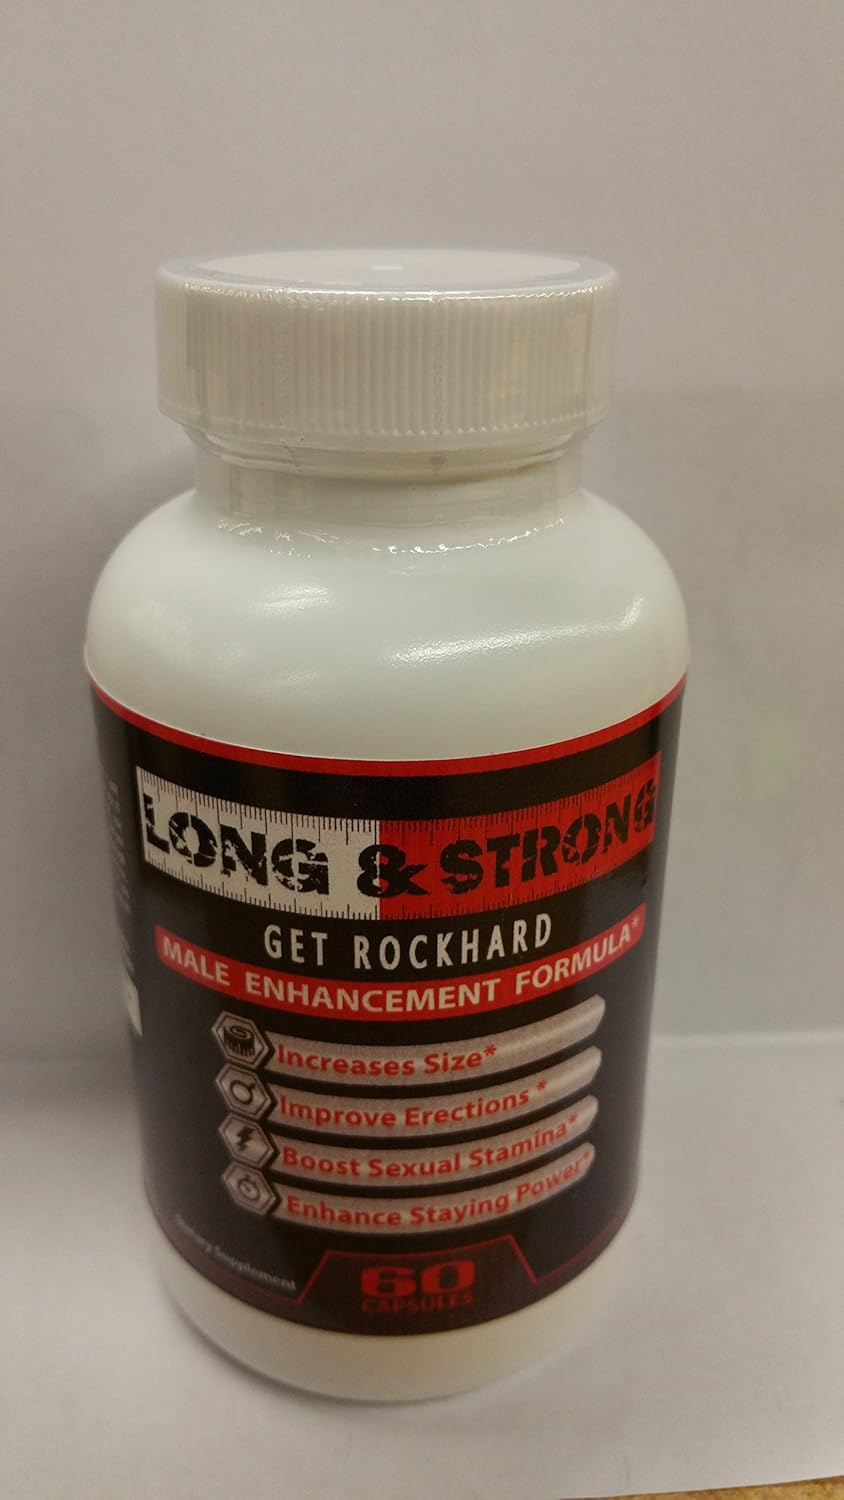 LONG & STRONG
GET ROCKHARD
MALE ENHANCEMENT FORMULA*
Increases Size*
Improve Erections *
Boost Sexual Stamina*
Enhance Staying Power*
Dietary Supplement
60
CAPSULES